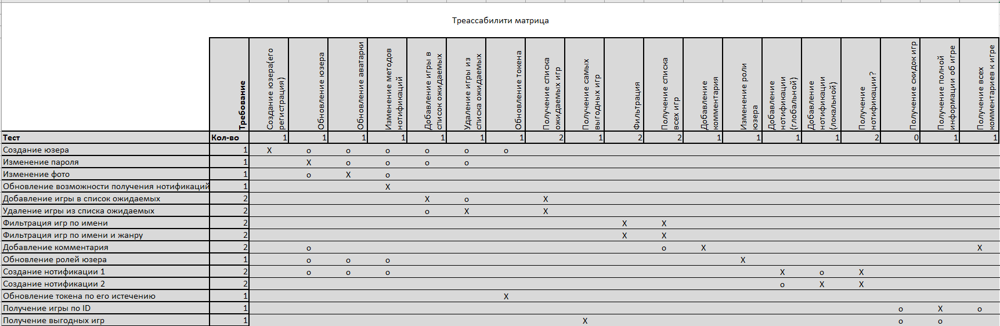 Треассабилити матрица
Требование
Создание юзера(его
регистрация)
Обновление юзера
Обновление аватарки
Изменение методов
нотификаций
Добавление игры в
список ожидаемых
Удаление игры из
списка ожидаемых
Обновление токена
Получение списка
ожидаемых игр
Получение самых
выгодных игр
Фильтрация
Получение списка
всех игр
Добавление
комментария
Изменение роли
юзера
Добавление
нотификации
(глобальной)
Добавление
нотификации
(локальной)
Получение
нотификации?
Получение скидок игр
Получение полной
информации об игре
Получение всех
комментариев к игре
Тест Кол-во 1 1 1 1 1 1 1 2 1 2 2 1 1 1 1 2 0 1 1
Создание юзера 1 X o o o o o o
Изменение пароля 1 X o o o o
Изменение фото 1 o X o
Обновление возможности получения нотификаций 1 X
Добавление игры в список ожидаемых 2 X o X
Удаление игры из списка ожидаемых 2 o X X
Фильтрация игр по имени 2 X X
Фильтрация игр по имени и жанру 2 X X
Добавление комментария 2 o o X X
Обновление ролей юзера 1 o o o X
Создание нотификации 1 2 o o o X o X
Создание нотификации 2 2 o X X
Обновление токена по его истечению 1 X
Получение игры по ID 1 o X o
Получение выгодных игр 1 X o o